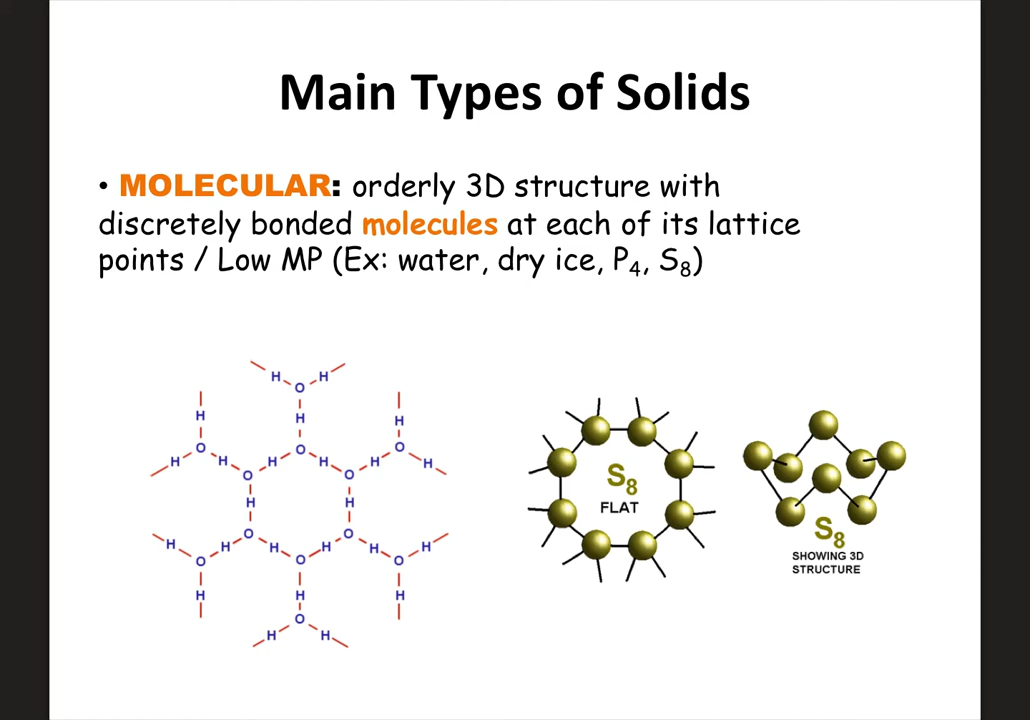 Main Types of Solids
• MOLECULAR: orderly 3D structure with
discretely bonded molecules at each of its lattice
points / Low MP (Ex: water, dry ice, P₄, S₈)
H O H
H
H H
O O O
H H H H H H
O O
H H
O O
H H H H H H
O O O
H H H
O
H H
S₈
FLAT
S₈
SHOWING 3D
STRUCTURE